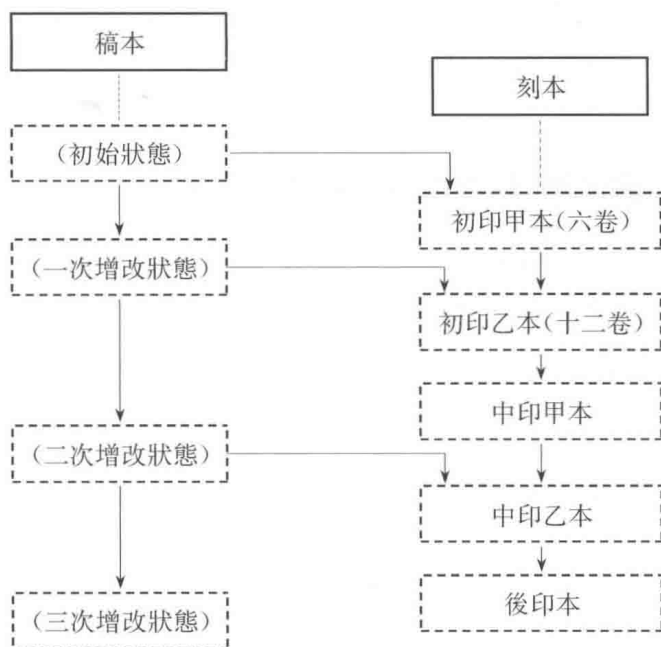 稿本
刻本
（初始狀態）
初印甲本（六卷）
（一次增改狀態）
初印乙本（十二卷）
中印甲本
（二次增改狀態）
中印乙本
後印本
（三次增改狀態）